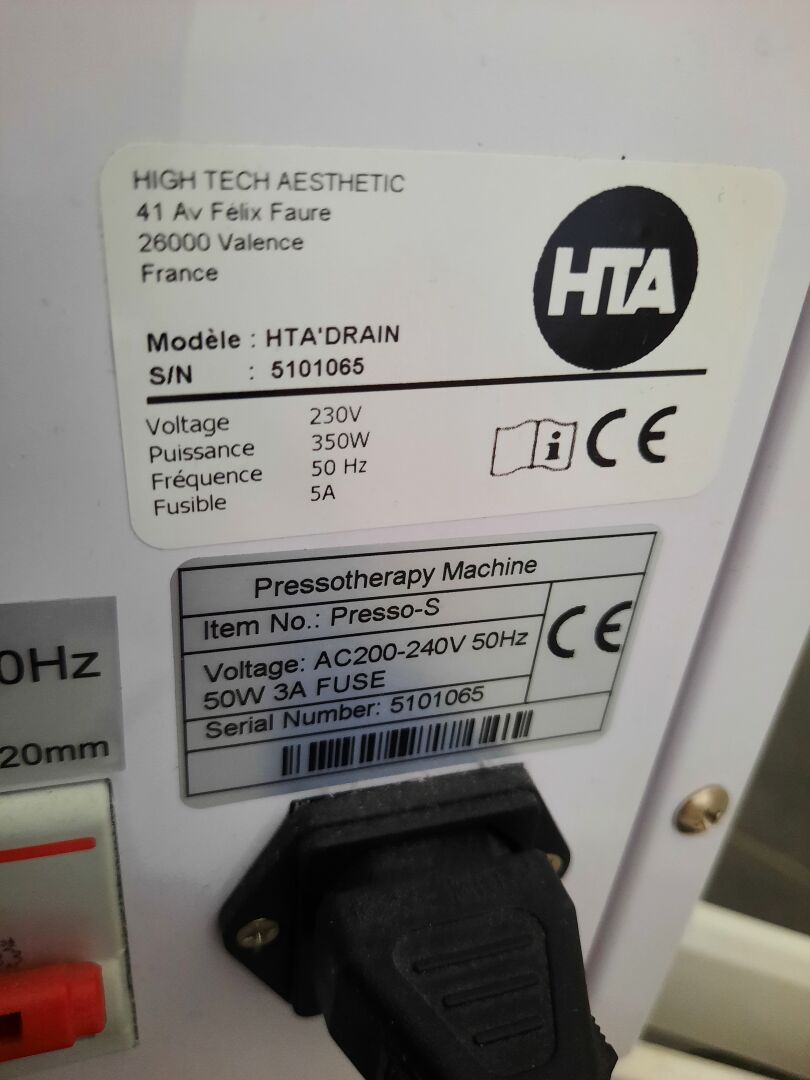 HIGH TECH AESTHETIC
41 Av Félix Faure
26000 Valence
France
HTA
Modèle : HTA'DRAIN
S/N : 5101065
Voltage 230V
Puissance 350W
Fréquence 50 Hz
Fusible 5A
i
CE
Pressotherapy Machine
Item No.: Presso-S
Voltage: AC200-240V 50Hz
50W 3A FUSE
CE
Serial Number: 5101065
0Hz
20mm